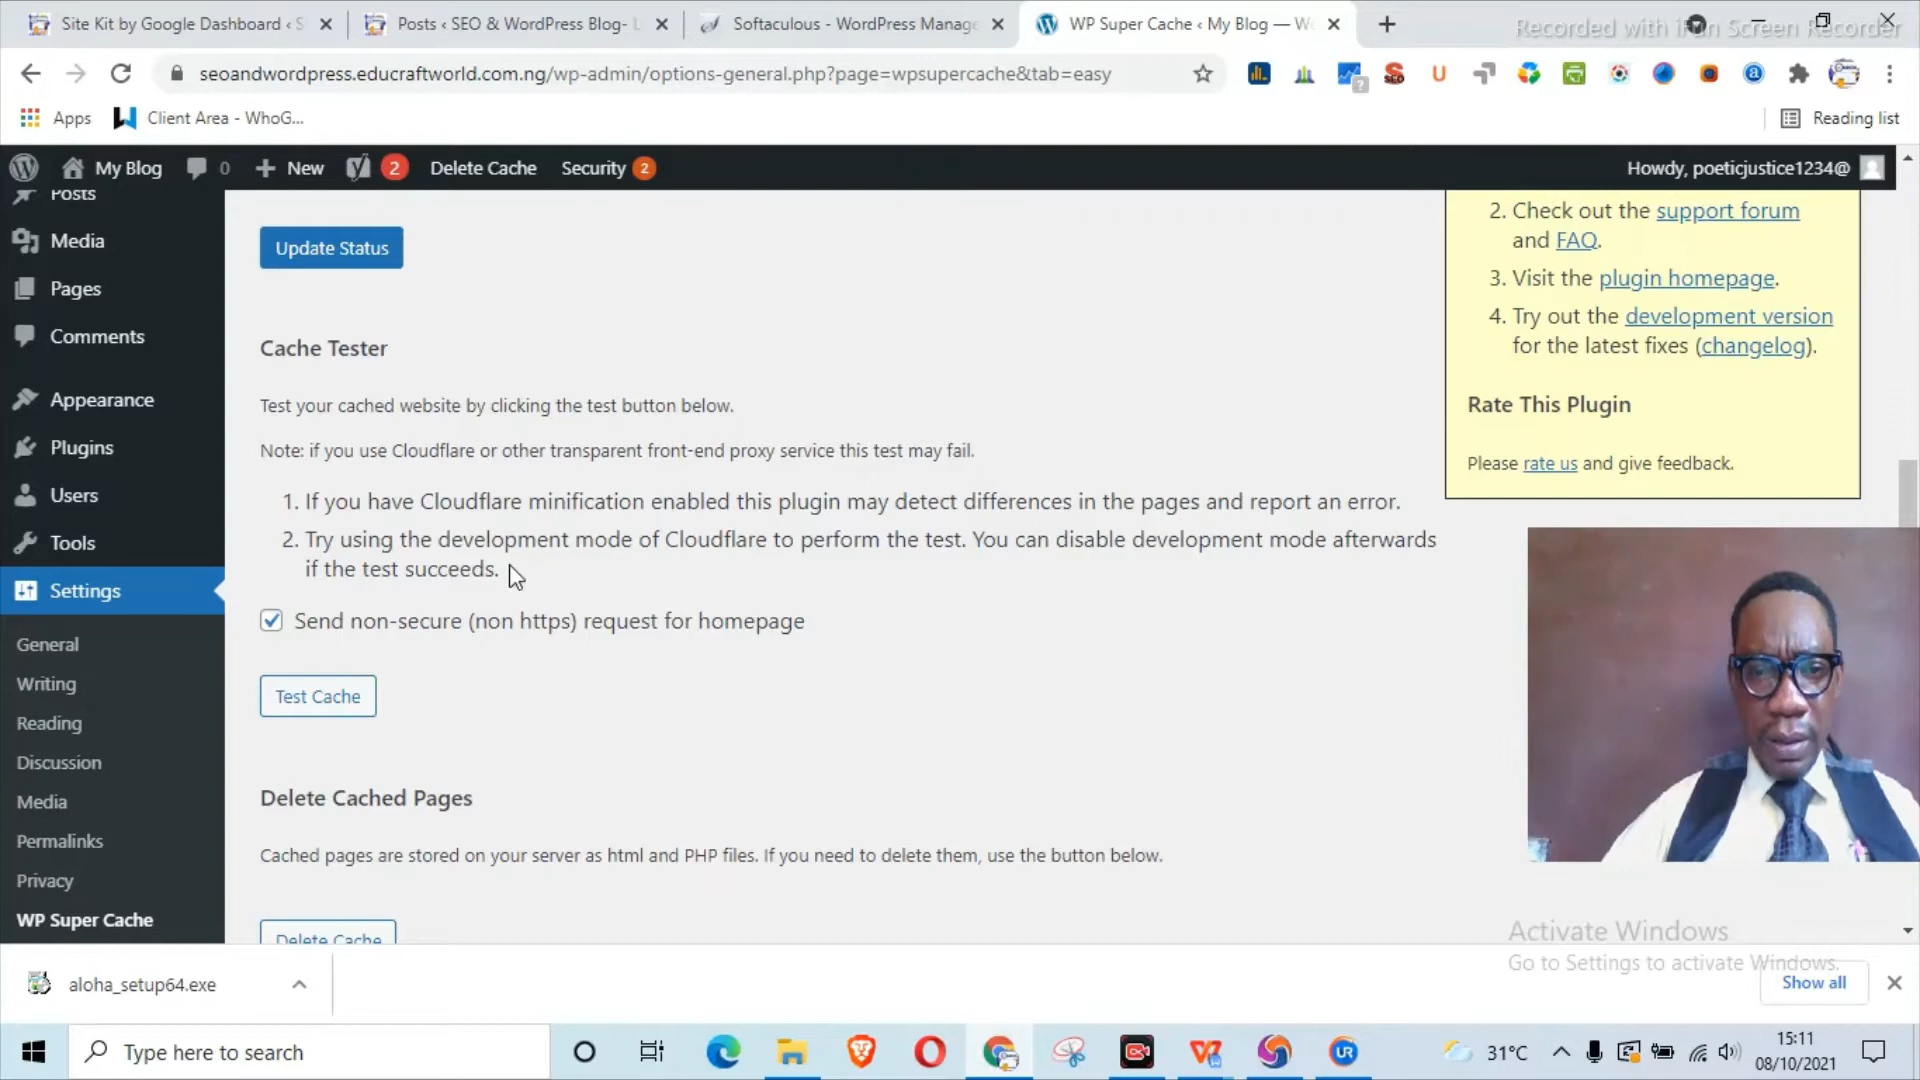 Site Kit by Google Dashboard ‹ S
Posts ‹ SEO & WordPress Blog- L
Softaculous - WordPress Manage
WP Super Cache ‹ My Blog — Wo
Recorded with iFun Screen Recorder
seoandwordpress.educraftworld.com.ng/wp-admin/options-general.php?page=wpsupercache&tab=easy
Apps
Client Area - WhoG...
Reading list
My Blog
0
New
2
Delete Cache
Security 2
Howdy, poeticjustice1234@
Posts
Media
Pages
Comments
Appearance
Plugins
Users
Tools
Settings
General
Writing
Reading
Discussion
Media
Permalinks
Privacy
WP Super Cache
Update Status
Cache Tester
Test your cached website by clicking the test button below.
Note: if you use Cloudflare or other transparent front-end proxy service this test may fail.
1. If you have Cloudflare minification enabled this plugin may detect differences in the pages and report an error.
2. Try using the development mode of Cloudflare to perform the test. You can disable development mode afterwards
if the test succeeds.
Send non-secure (non https) request for homepage
Test Cache
Delete Cached Pages
Cached pages are stored on your server as html and PHP files. If you need to delete them, use the button below.
Delete Cache
2. Check out the support forum
and FAQ.
3. Visit the plugin homepage.
4. Try out the development version
for the latest fixes (changelog).
Rate This Plugin
Please rate us and give feedback.
Activate Windows
Go to Settings to activate Windows.
aloha_setup64.exe
Show all
Type here to search
31°C
15:11
08/10/2021